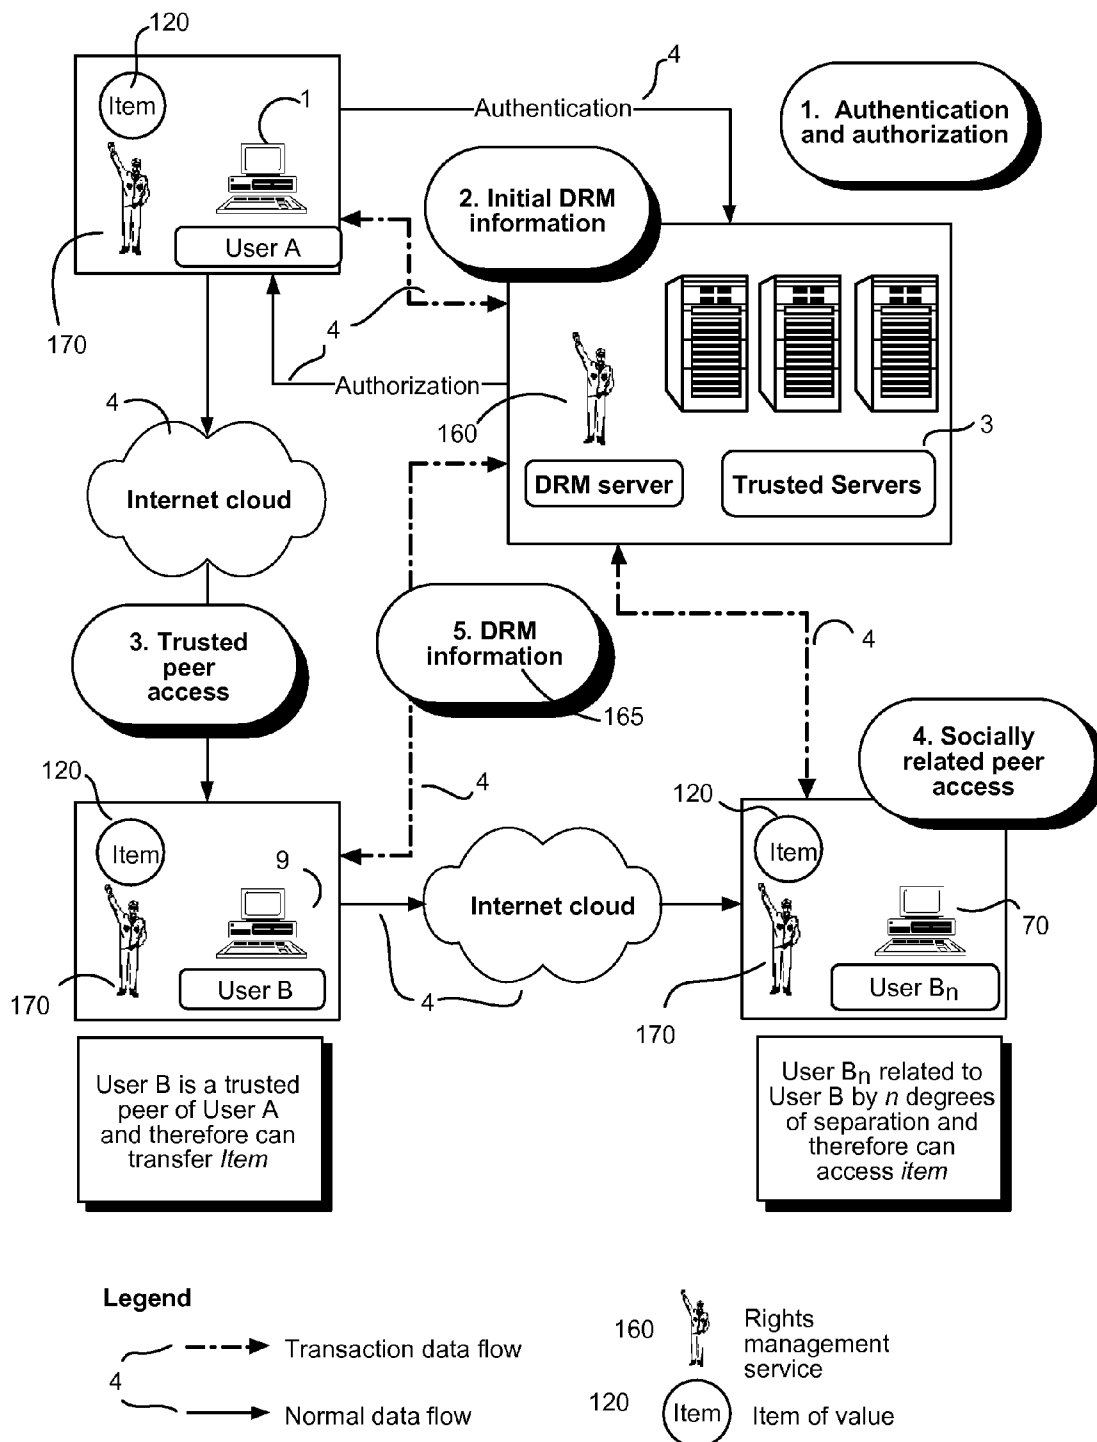 120
Item
1
User A
170
4
Authentication
1. Authentication
and authorization
2. Initial DRM
information
4
4
Authorization
160
DRM server
3
Trusted Servers
4
Internet cloud
3. Trusted
peer
access
5. DRM
information
165
4
4
4. Socially
related peer
access
120
Item
9
User B
170
4
Internet cloud
120
Item
70
User Bn
170
User B is a trusted
peer of User A
and therefore can
transfer Item
User Bn related to
User B by n degrees
of separation and
therefore can
access item
Legend
4
Transaction data flow
Normal data flow
160
Rights
management
service
120
Item
Item of value